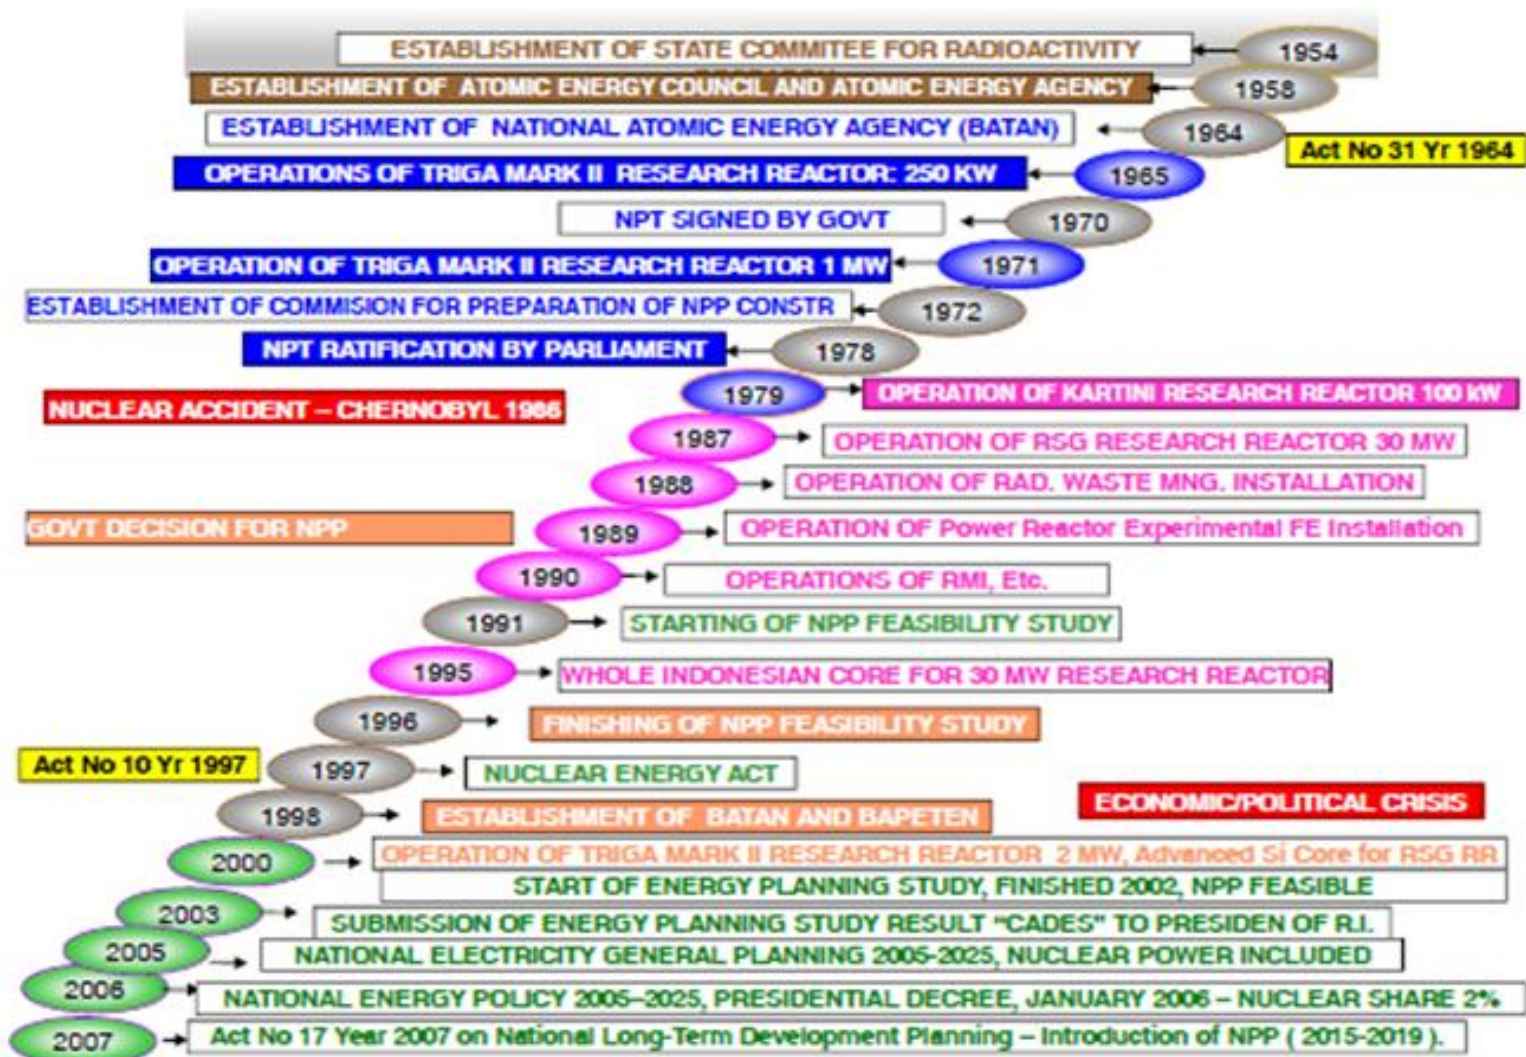 ESTABLISHMENT OF STATE COMMITEE FOR RADIOACTIVITY
1954
ESTABLISHMENT OF ATOMIC ENERGY COUNCIL AND ATOMIC ENERGY AGENCY
1958
ESTABLISHMENT OF NATIONAL ATOMIC ENERGY AGENCY (BATAN)
1964
Act No 31 Yr 1964
OPERATIONS OF TRIGA MARK II RESEARCH REACTOR: 250 KW
1965
NPT SIGNED BY GOVT
1970
OPERATION OF TRIGA MARK II RESEARCH REACTOR 1 MW
1971
ESTABLISHMENT OF COMMISION FOR PREPARATION OF NPP CONSTR
1972
NPT RATIFICATION BY PARLIAMENT
1978
1979
OPERATION OF KARTINI RESEARCH REACTOR 100 kW
NUCLEAR ACCIDENT – CHERNOBYL 1986
1987
OPERATION OF RSG RESEARCH REACTOR 30 MW
1988
OPERATION OF RAD. WASTE MNG. INSTALLATION
GOVT DECISION FOR NPP
1989
OPERATION OF Power Reactor Experimental FE Installation
1990
OPERATIONS OF RMI, Etc.
1991
STARTING OF NPP FEASIBILITY STUDY
1995
WHOLE INDONESIAN CORE FOR 30 MW RESEARCH REACTOR
1996
FINISHING OF NPP FEASIBILITY STUDY
Act No 10 Yr 1997
1997
NUCLEAR ENERGY ACT
ECONOMIC/POLITICAL CRISIS
1998
ESTABLISHMENT OF BATAN AND BAPETEN
2000
OPERATION OF TRIGA MARK II RESEARCH REACTOR 2 MW, Advanced Si Core for RSG RR
START OF ENERGY PLANNING STUDY, FINISHED 2002, NPP FEASIBLE
2003
SUBMISSION OF ENERGY PLANNING STUDY RESULT "CADES" TO PRESIDEN OF R.I.
2005
NATIONAL ELECTRICITY GENERAL PLANNING 2005-2025, NUCLEAR POWER INCLUDED
2006
NATIONAL ENERGY POLICY 2005–2025, PRESIDENTIAL DECREE, JANUARY 2006 – NUCLEAR SHARE 2%
2007
Act No 17 Year 2007 on National Long-Term Development Planning – Introduction of NPP ( 2015-2019 ).